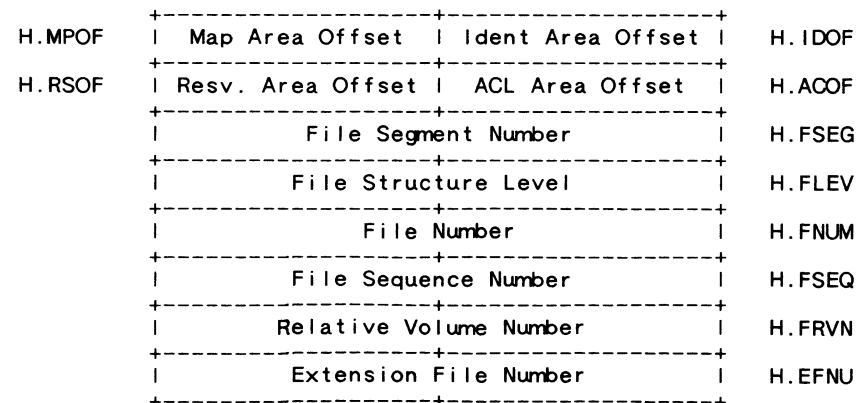 H.MPOF | Map Area Offset | Ident Area Offset | H.IDOF
H.RSOF | Resv. Area Offset | ACL Area Offset | H.ACOF
| File Segment Number | H.FSEG
| File Structure Level | H.FLEV
| File Number | H.FNUM
| File Sequence Number | H.FSEQ
| Relative Volume Number | H.FRVN
| Extension File Number | H.EFNU